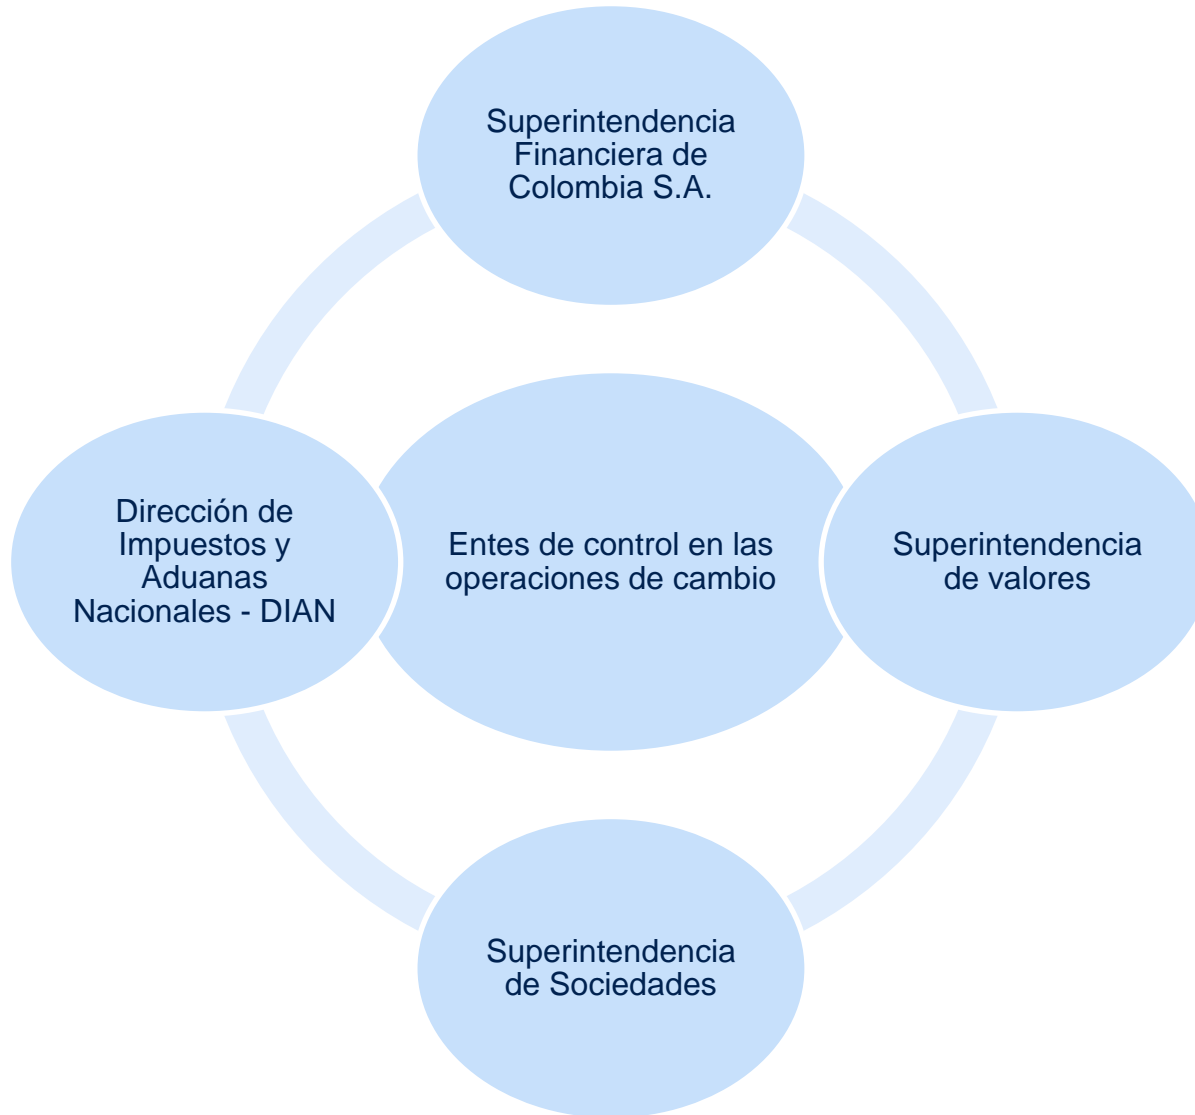 Superintendencia
Financiera de
Colombia S.A.
Dirección de
Impuestos y
Aduanas
Nacionales - DIAN
Entes de control en las
operaciones de cambio
Superintendencia
de valores
Superintendencia
de Sociedades